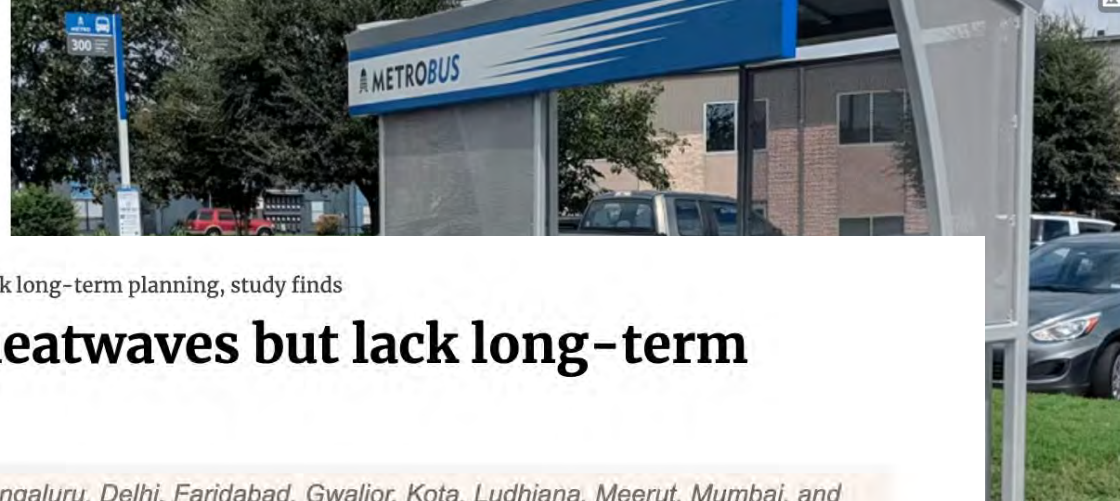 METRO
300
METROBUS
k long-term planning, study finds
eatwaves but lack long-term
ngaluru, Delhi, Faridabad, Gwalior, Kota, Ludhiana, Meerut, Mumbai, and